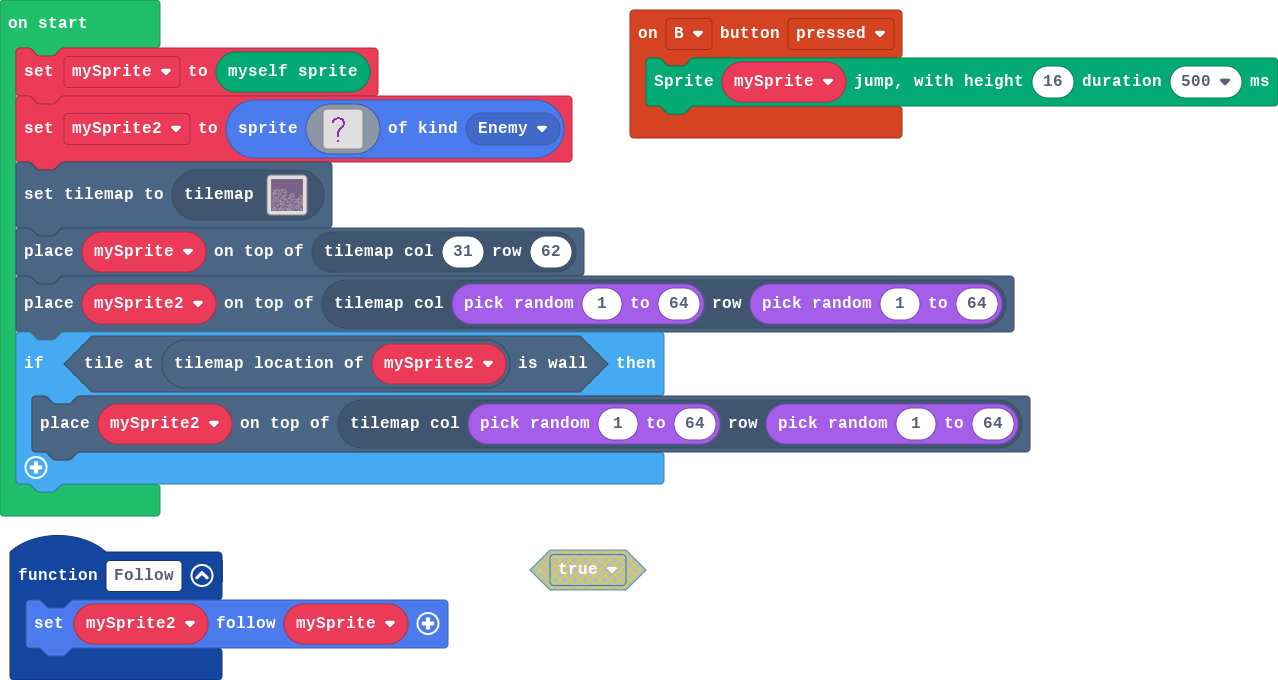 on start
set mySprite to myself sprite
set mySprite2 to sprite ? of kind Enemy
set tilemap to tilemap
place mySprite on top of tilemap col 31 row 62
place mySprite2 on top of tilemap col pick random 1 to 64 row pick random 1 to 64
if tile at tilemap location of mySprite2 is wall then
place mySprite2 on top of tilemap col pick random 1 to 64 row pick random 1 to 64
on B button pressed
Sprite mySprite jump, with height 16 duration 500 ms
function Follow
set mySprite2 follow mySprite
true